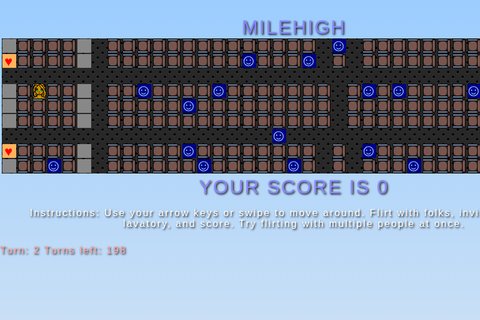 MILEHIGH
YOUR SCORE IS 0
Instructions: Use your arrow keys or swipe to move around. Flirt with folks,
lavatory, and score. Try flirting with multiple people at once.
Turn: 2 Turns left: 198